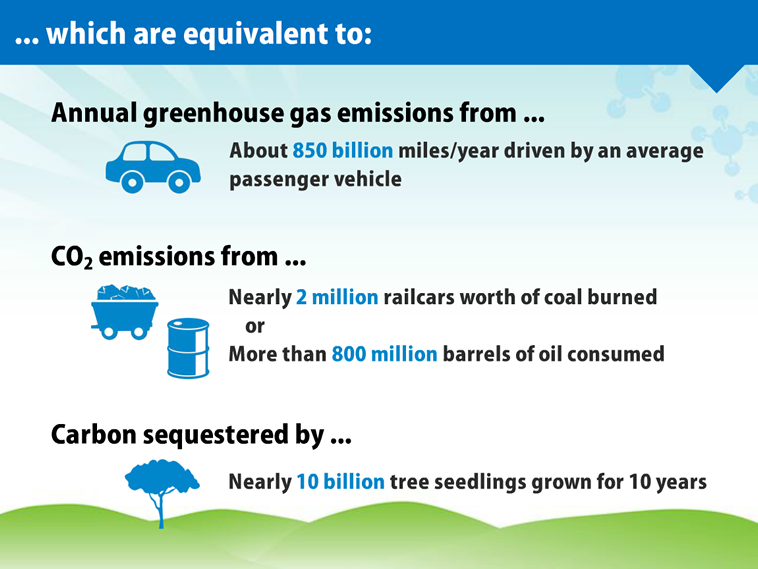 ... which are equivalent to:
Annual greenhouse gas emissions from ...
About 850 billion miles/year driven by an average
passenger vehicle
CO₂ emissions from ...
Nearly 2 million railcars worth of coal burned
or
More than 800 million barrels of oil consumed
Carbon sequestered by ...
Nearly 10 billion tree seedlings grown for 10 years